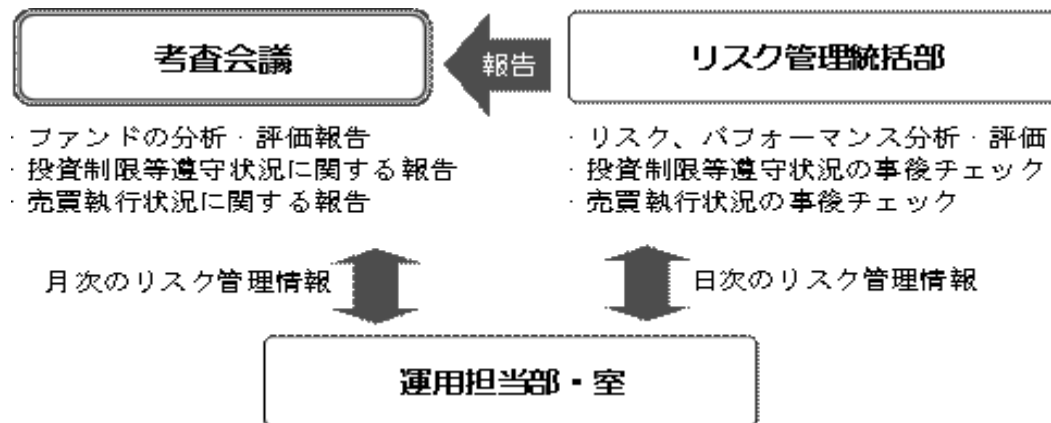 考査会議
報告
リスク管理統括部
・ファンドの分析・評価報告
・投資制限等遵守状況に関する報告
・売買執行状況に関する報告
・リスク、パフォーマンス分析・評価
・投資制限等遵守状況の事後チェック
・売買執行状況の事後チェック
月次のリスク管理情報
日次のリスク管理情報
運用担当部・室